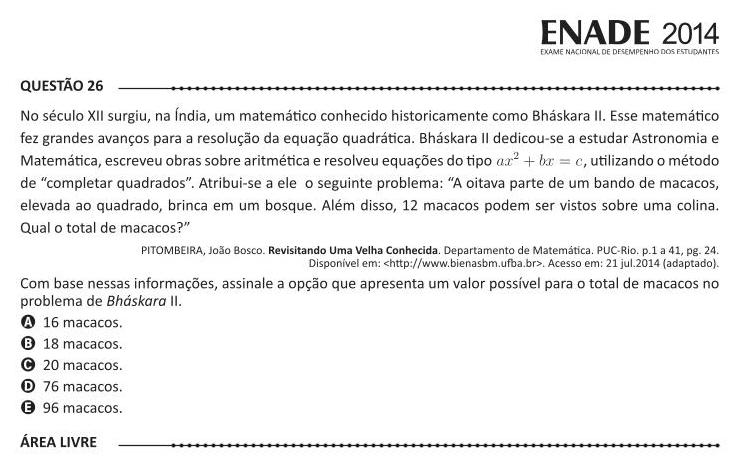 ENADE 2014
EXAME NACIONAL DE DESEMPENHO DOS ESTUDANTES
QUESTÃO 26
No século XII surgiu, na Índia, um matemático conhecido historicamente como Bháskara II. Esse matemático
fez grandes avanços para a resolução da equação quadrática. Bháskara II dedicou-se a estudar Astronomia e
Matemática, escreveu obras sobre aritmética e resolveu equações do tipo ax² + bx = c, utilizando o método
de “completar quadrados”. Atribui-se a ele o seguinte problema: “A oitava parte de um bando de macacos,
elevada ao quadrado, brinca em um bosque. Além disso, 12 macacos podem ser vistos sobre uma colina.
Qual o total de macacos?”
PITOMBEIRA, João Bosco. Revisitando Uma Velha Conhecida. Departamento de Matemática. PUC-Rio. p.1 a 41, pg. 24.
Disponível em: <http://www.bienasbm.ufba.br>. Acesso em: 21 jul.2014 (adaptado).
Com base nessas informações, assinale a opção que apresenta um valor possível para o total de macacos no
problema de Bháskara II.
A 16 macacos.
B 18 macacos.
C 20 macacos.
D 76 macacos.
E 96 macacos.
ÁREA LIVRE